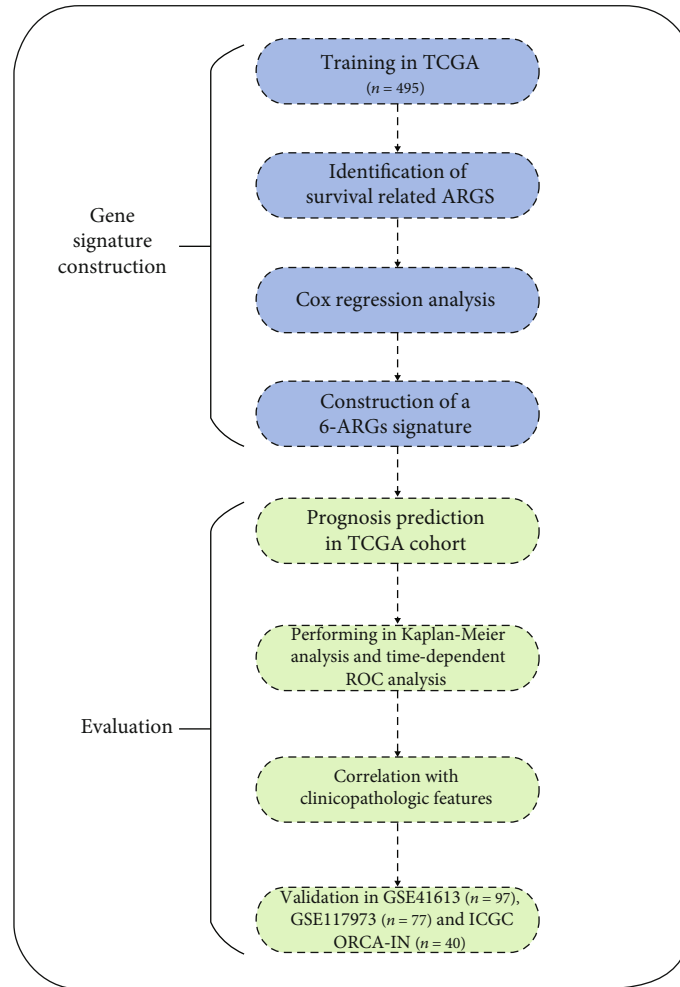 Training in TCGA
(n = 495)
Identification of
survival related ARGS
Gene
signature
construction
Cox regression analysis
Construction of a
6-ARGs signature
Prognosis prediction
in TCGA cohort
Performing in Kaplan-Meier
analysis and time-dependent
ROC analysis
Evaluation
Correlation with
clinicopathologic features
Validation in GSE41613 (n = 97),
GSE117973 (n = 77) and ICGC
ORCA-IN (n = 40)